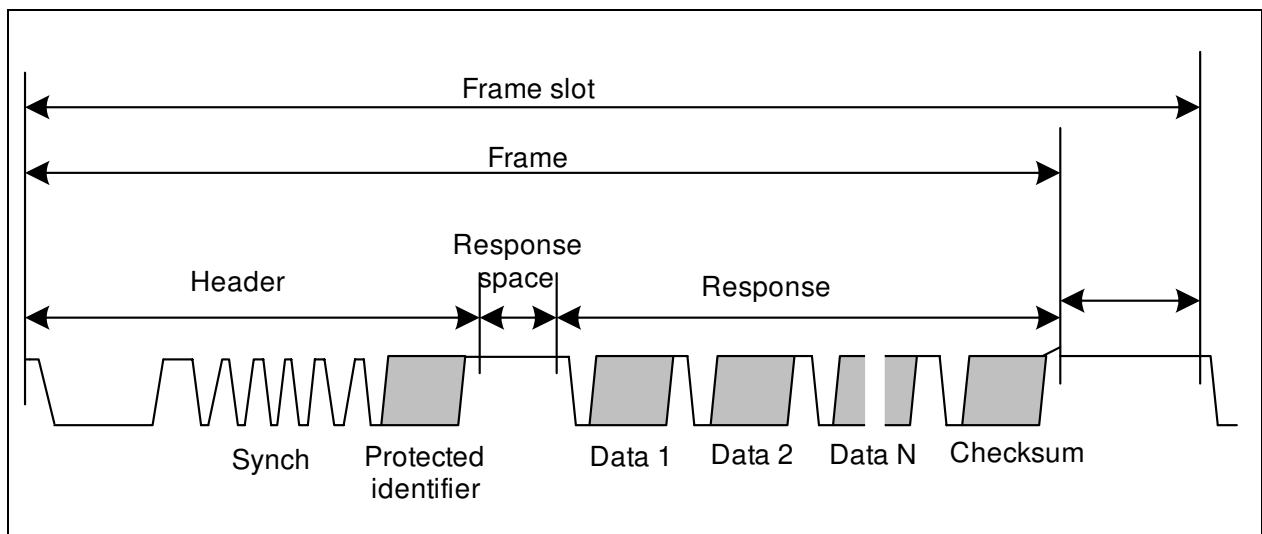 Frame slot
Frame
Header
Response
space
Response
Synch
Protected
identifier
Data 1
Data 2
Data N
Checksum